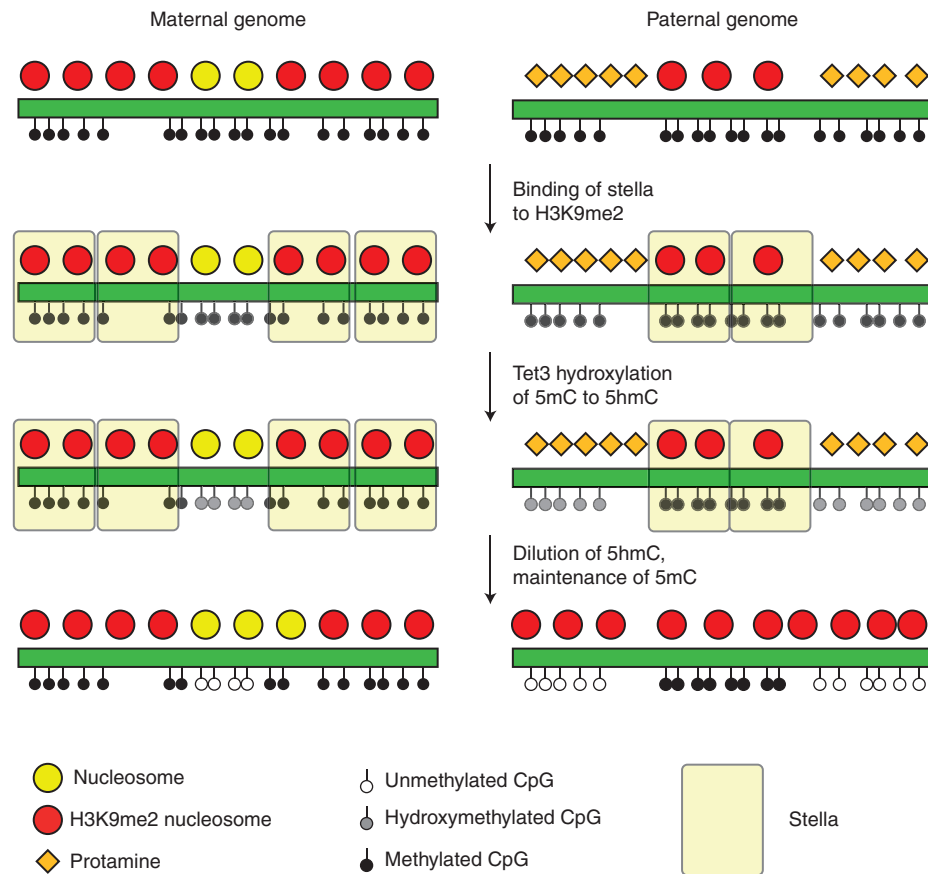 Maternal genome
Paternal genome
Binding of stella
to H3K9me2
Tet3 hydroxylation
of 5mC to 5hmC
Dilution of 5hmC,
maintenance of 5mC
Nucleosome
H3K9me2 nucleosome
Protamine
Unmethylated CpG
Hydroxymethylated CpG
Methylated CpG
Stella